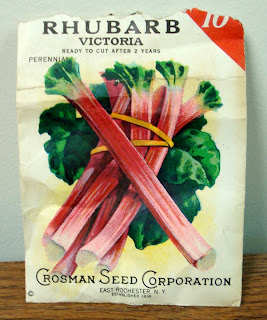 RHUBARB
VICTORIA
READY TO CUT AFTER 2 YEARS
PERENNIAL
10
CROSMAN SEED CORPORATION
EAST ROCHESTER, N.Y.
ESTABLISHED 1838
©